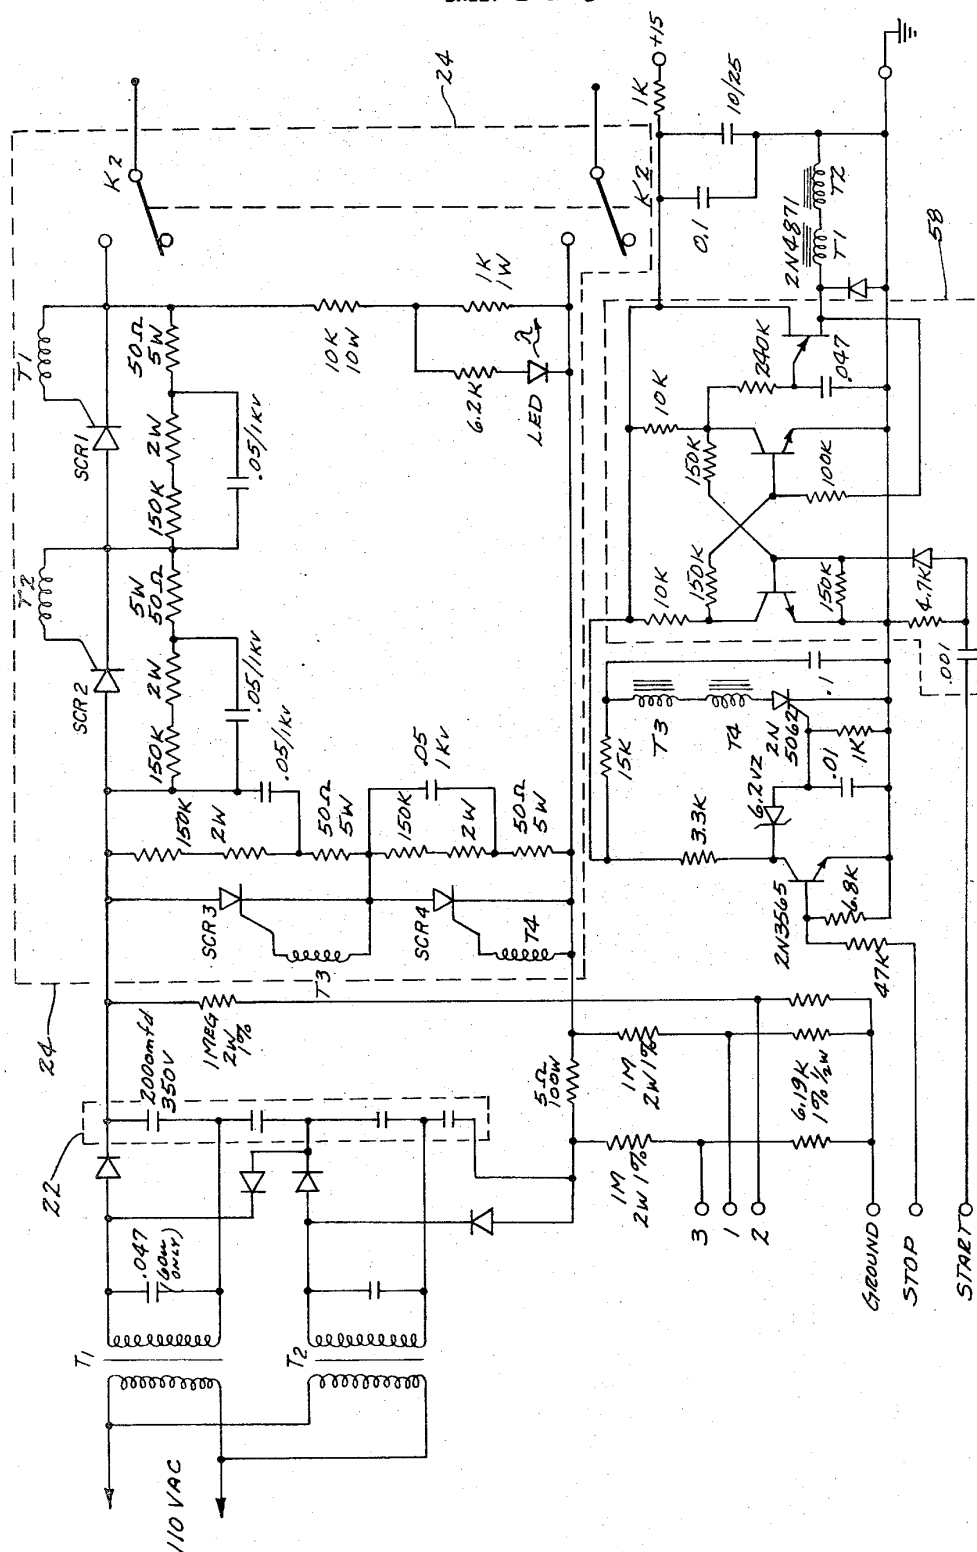 24
K2
K2
T1
SCR1
50Ω
5W
2W
150K
.05/1KV
T2
SCR2
5W
50Ω
2W
150K
.05/1KV
10K
10W
1K
1W
6.2K
LED
λ
.05/1KV
150K
2W
50Ω
5W
.05
1KV
150K
2W
50Ω
5W
SCR3
T3
SCR4
T4
24
1MEG
2W
1%
2000mfd
350V
22
5Ω
100W
1M
2W 1%
1M
2W 1%
6.19K
1% ½W
.047
T1
T2
110 VAC
3
1
2
GROUND
STOP
START
1K
+15
10/25
0.1
2N4871
T1
T2
58
10K
240K
.047
150K
100K
10K
150K
150K
4.7K
.001
15K
T3
T4
.1
2N
5062
6.2VZ
.01
1K
3.3K
2N3565
6.8K
47K